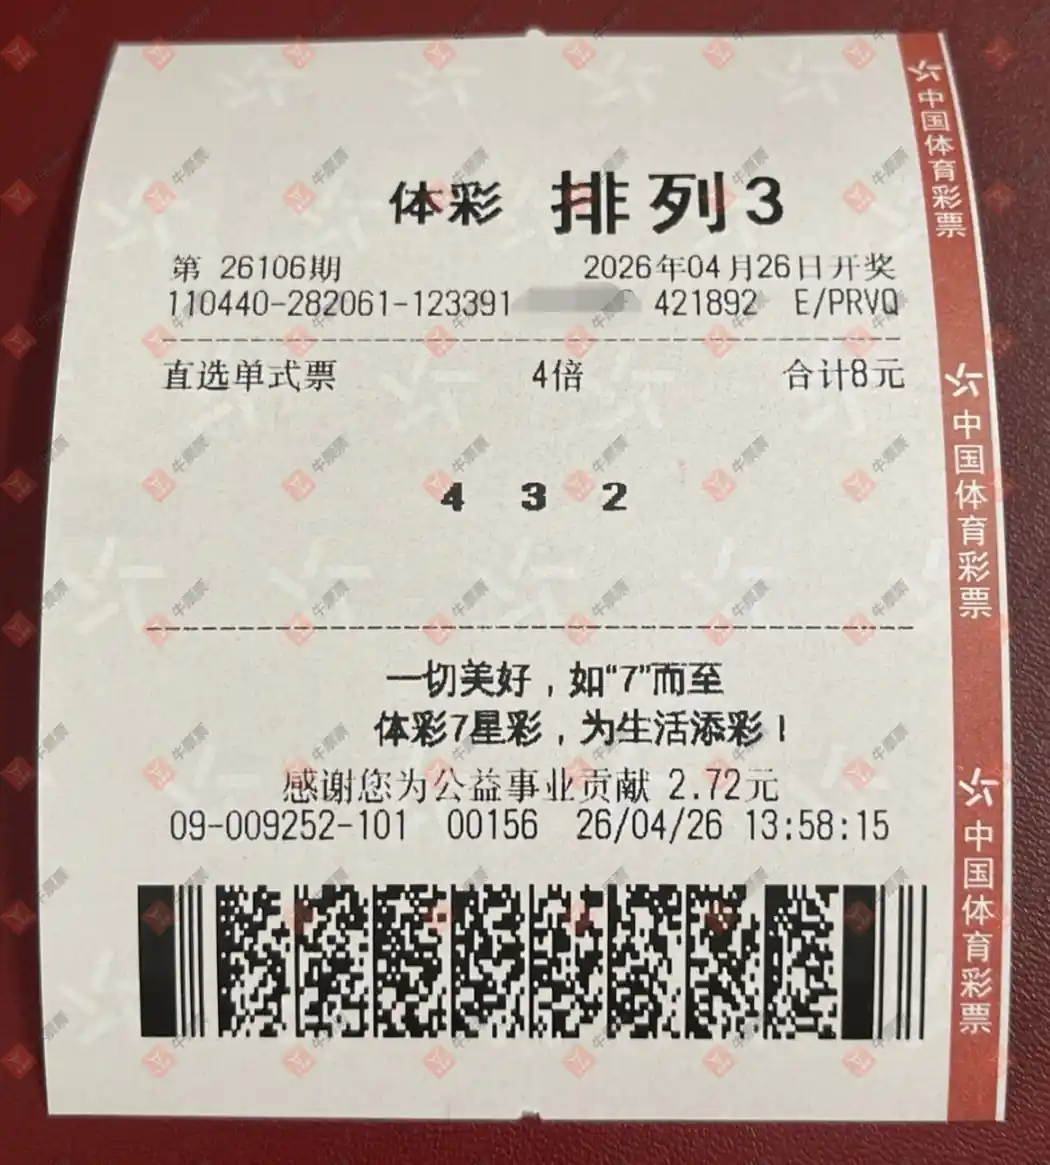 体彩 排列3
第 26106期 2026年04月26日开奖
110440-282061-123391 421892 E/PRVQ
直选单式票 4倍 合计8元
4 3 2
一切美好，如“7”而至
体彩7星彩，为生活添彩！
感谢您为公益事业贡献 2.72元
09-009252-101 00156 26/04/26 13:58:15
中国体育彩票
中国体育彩票
中国体育彩票
牛票票